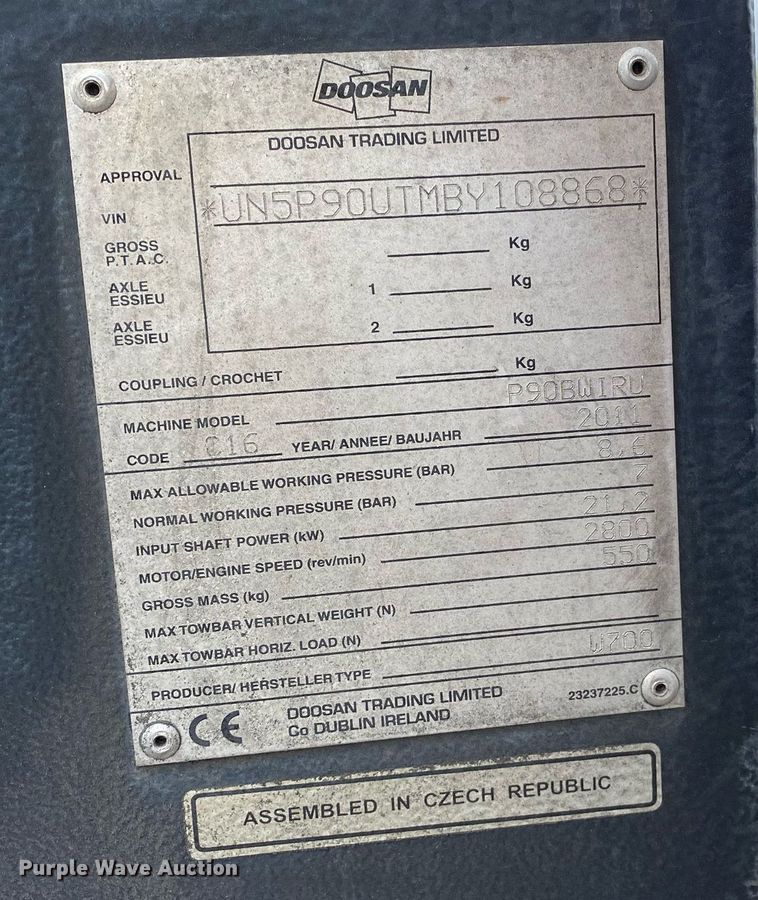 DOOSAN
DOOSAN TRADING LIMITED
APPROVAL
VIN *UN5P90UTMBY108868*
GROSS Kg
P.T.A.C.
AXLE 1 Kg
ESSIEU
AXLE 2 Kg
ESSIEU
COUPLING / CROCHET Kg
MACHINE MODEL P90BWIRU
CODE C16 YEAR/ ANNEE/ BAUJAHR 2011
MAX ALLOWABLE WORKING PRESSURE (BAR) 8,6
NORMAL WORKING PRESSURE (BAR) 7
INPUT SHAFT POWER (kW) 21,2
MOTOR/ENGINE SPEED (rev/min) 2800
GROSS MASS (kg) 550
MAX TOWBAR VERTICAL WEIGHT (N)
MAX TOWBAR HORIZ. LOAD (N)
PRODUCER/ HERSTELLER TYPE W700
CE DOOSAN TRADING LIMITED 23237225.C
Co DUBLIN IRELAND
ASSEMBLED IN CZECH REPUBLIC
Purple Wave Auction